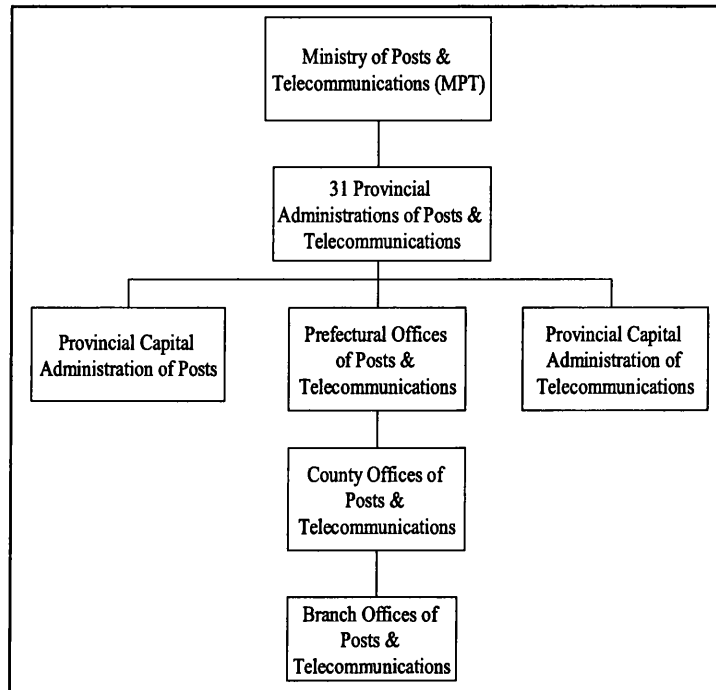 Ministry of Posts &
Telecommunications (MPT)
31 Provincial
Administrations of Posts &
Telecommunications
Provincial Capital
Administration of Posts
Prefectural Offices
of Posts &
Telecommunications
Provincial Capital
Administration of
Telecommunications
County Offices of
Posts &
Telecommunications
Branch Offices of
Posts &
Telecommunications